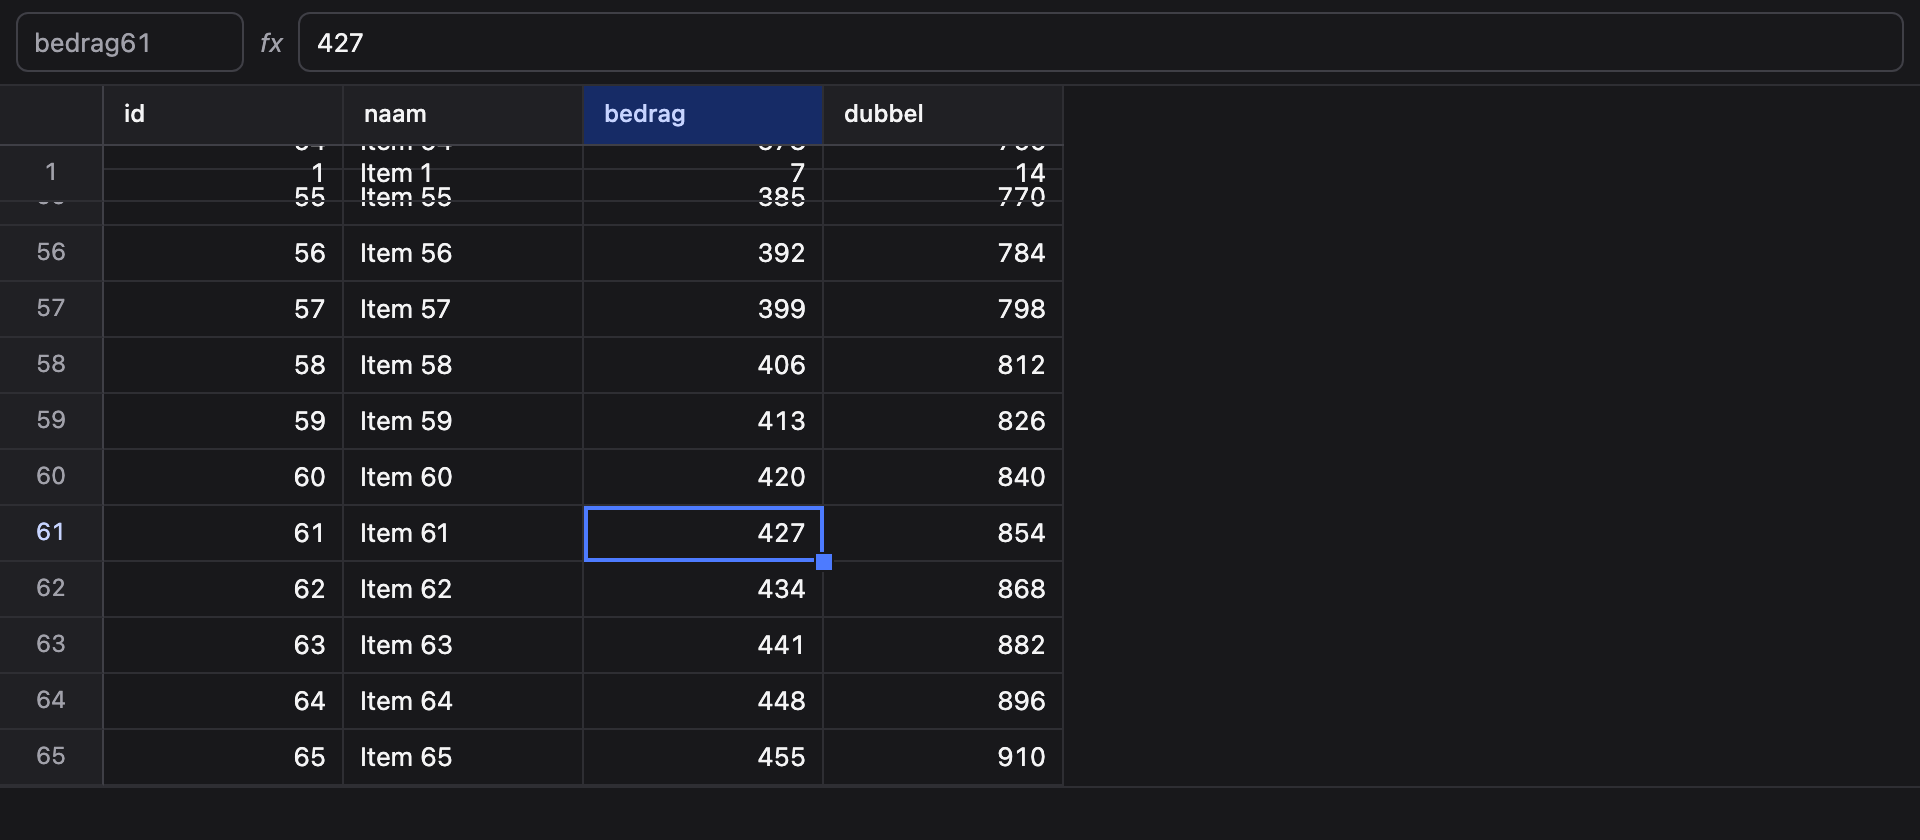 bedrag61 fx 427
id naam bedrag dubbel
1 1 Item 1 7 14
55 Item 55 385 770
56 56 Item 56 392 784
57 57 Item 57 399 798
58 58 Item 58 406 812
59 59 Item 59 413 826
60 60 Item 60 420 840
61 61 Item 61 427 854
62 62 Item 62 434 868
63 63 Item 63 441 882
64 64 Item 64 448 896
65 65 Item 65 455 910